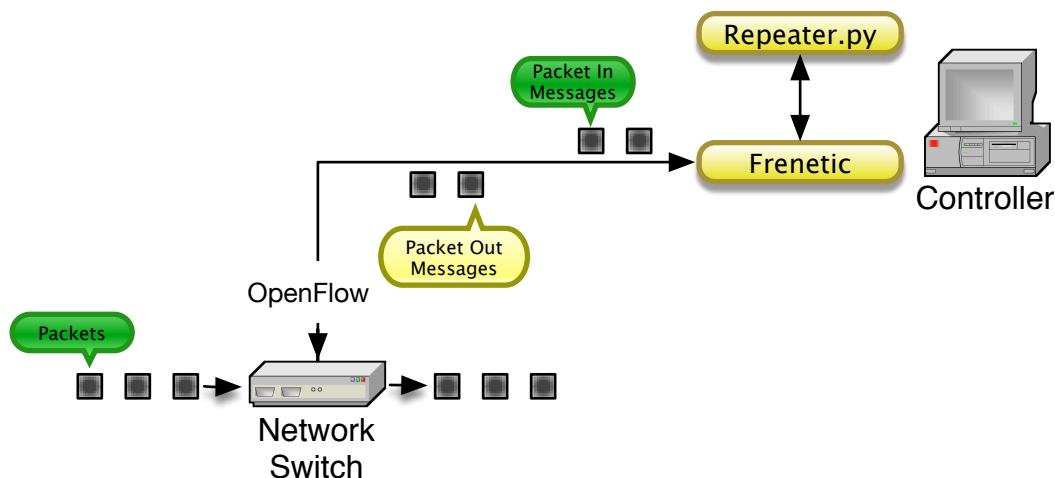 Repeater.py
Packet In
Messages
Frenetic
Controller
Packet Out
Messages
OpenFlow
Packets
Network
Switch